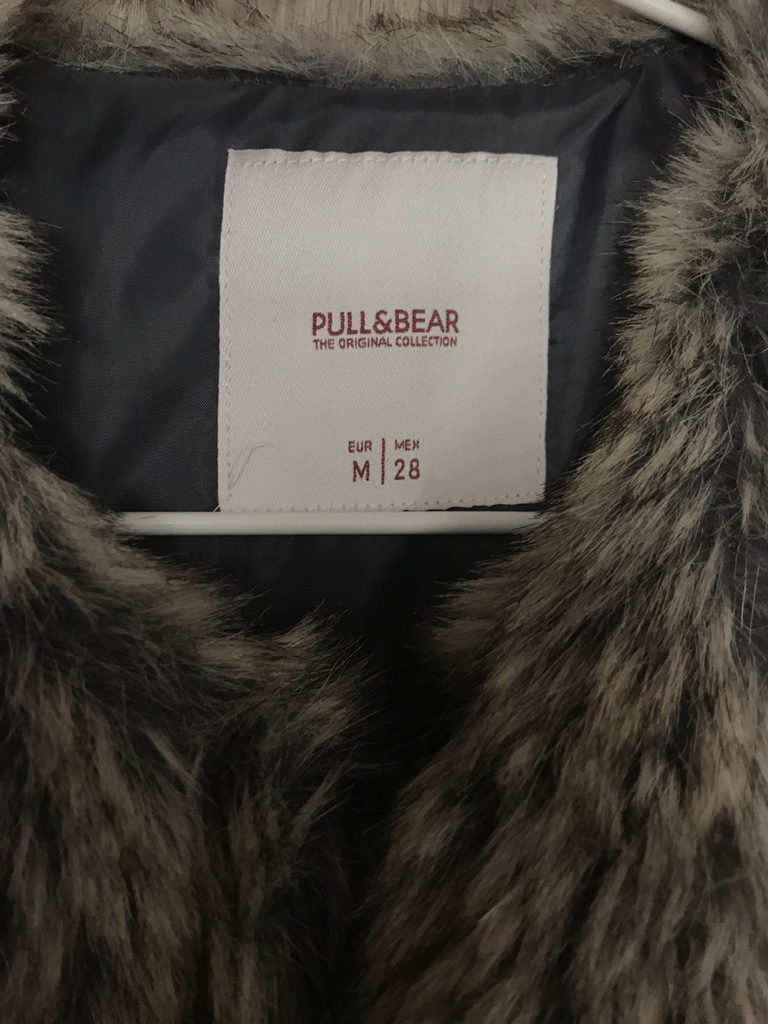 PULL&BEAR
THE ORIGINAL COLLECTION
EUR | MEX
M | 28